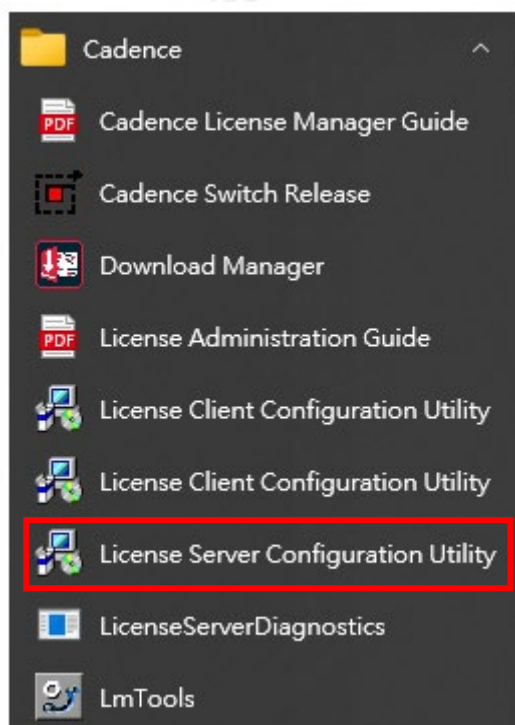 Cadence
PDF Cadence License Manager Guide
Cadence Switch Release
Download Manager
PDF License Administration Guide
License Client Configuration Utility
License Client Configuration Utility
License Server Configuration Utility
LicenseServerDiagnostics
LmTools